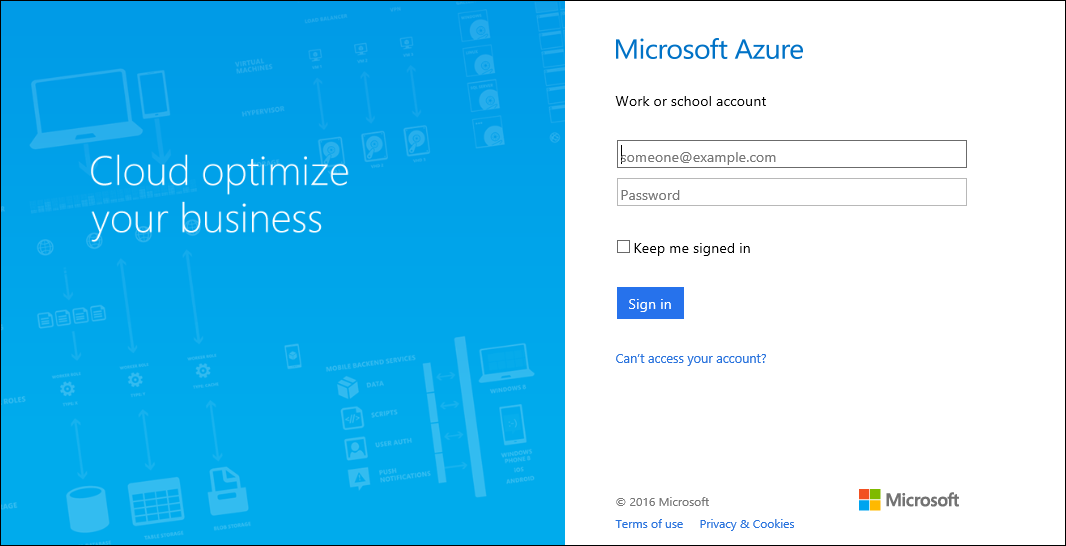 Microsoft Azure
Work or school account
someone@example.com
Password
Keep me signed in
Sign in
Can't access your account?
© 2016 Microsoft
Microsoft
Terms of use Privacy & Cookies
Cloud optimize
your business
VIRTUAL
MACHINES
HYPERVISOR
MOBILE BACKEND SERVICES
DATA
SCRIPTS
USER AUTH
PUSH
NOTIFICATIONS
WINDOWS 8
WINDOWS
PHONE 8
IOS
ANDROID
TABLE STORAGE
BLOB STORAGE